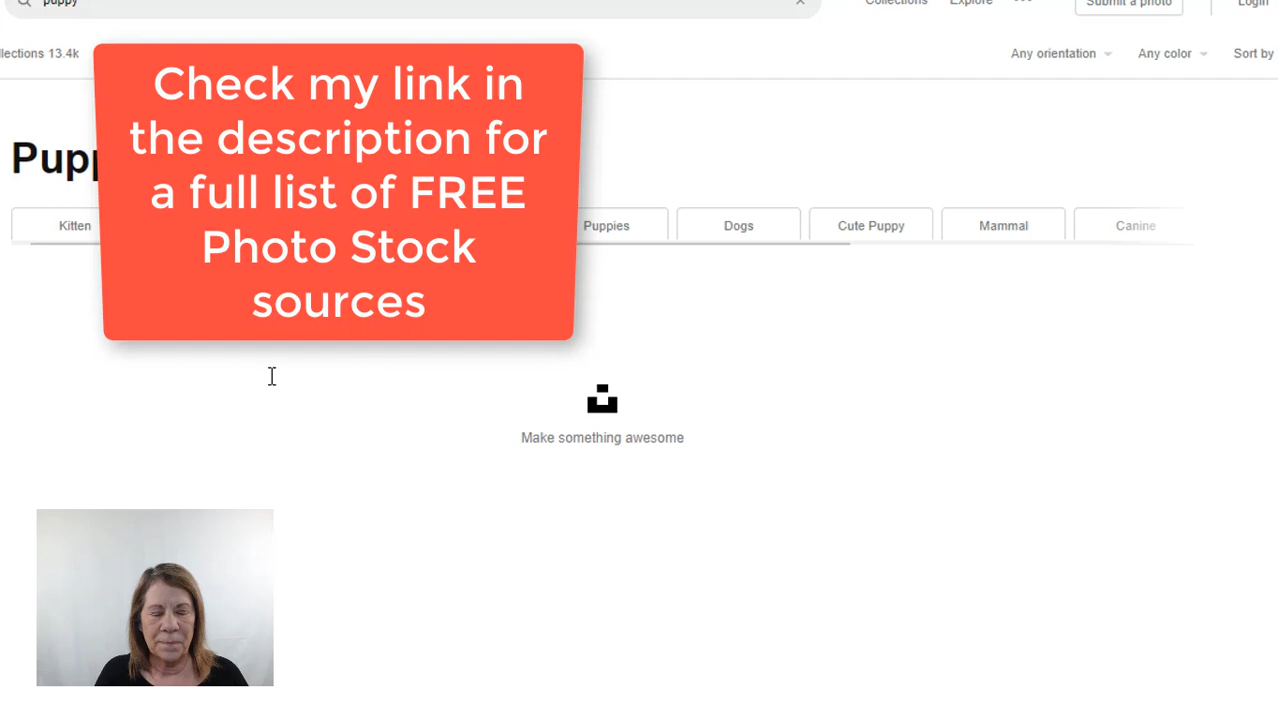 puppy
Collections
Explore
Submit a photo
Login
lections 13.4k
Any orientation
Any color
Sort by
Check my link in
the description for
a full list of FREE
Photo Stock
sources
Pupp
Kitten
Puppies
Dogs
Cute Puppy
Mammal
Canine
Make something awesome